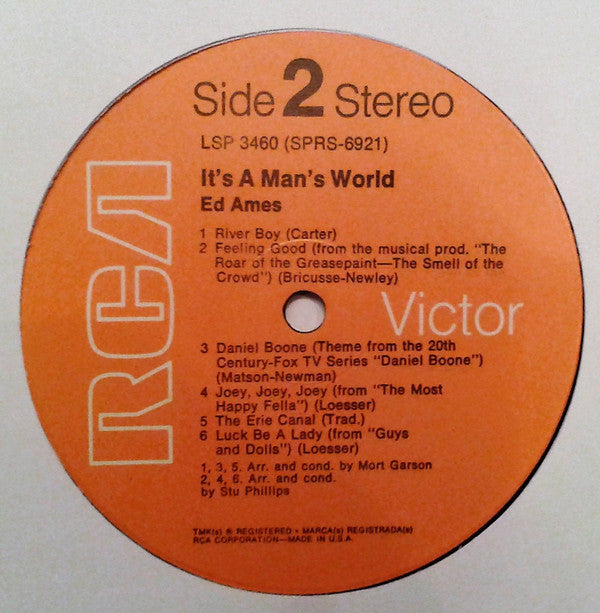 Side 2 Stereo
LSP 3460 (SPRS-6921)
It's A Man's World
Ed Ames
1 River Boy (Carter)
2 Feeling Good (from the musical prod. "The
Roar of the Greasepaint—The Smell of the
Crowd") (Bricusse-Newley)
RCA
Victor
3 Daniel Boone (Theme from the 20th
Century-Fox TV Series "Daniel Boone")
(Matson-Newman)
4 Joey, Joey, Joey (from "The Most
Happy Fella") (Loesser)
5 The Erie Canal (Trad.)
6 Luck Be A Lady (from "Guys
and Dolls") (Loesser)
1, 3, 5. Arr. and cond. by Mort Garson
2, 4, 6. Arr. and cond.
by Stu Phillips
TMK(s) ® REGISTERED • MARCA(s) REGISTRADA(s)
RCA CORPORATION—MADE IN U.S.A.